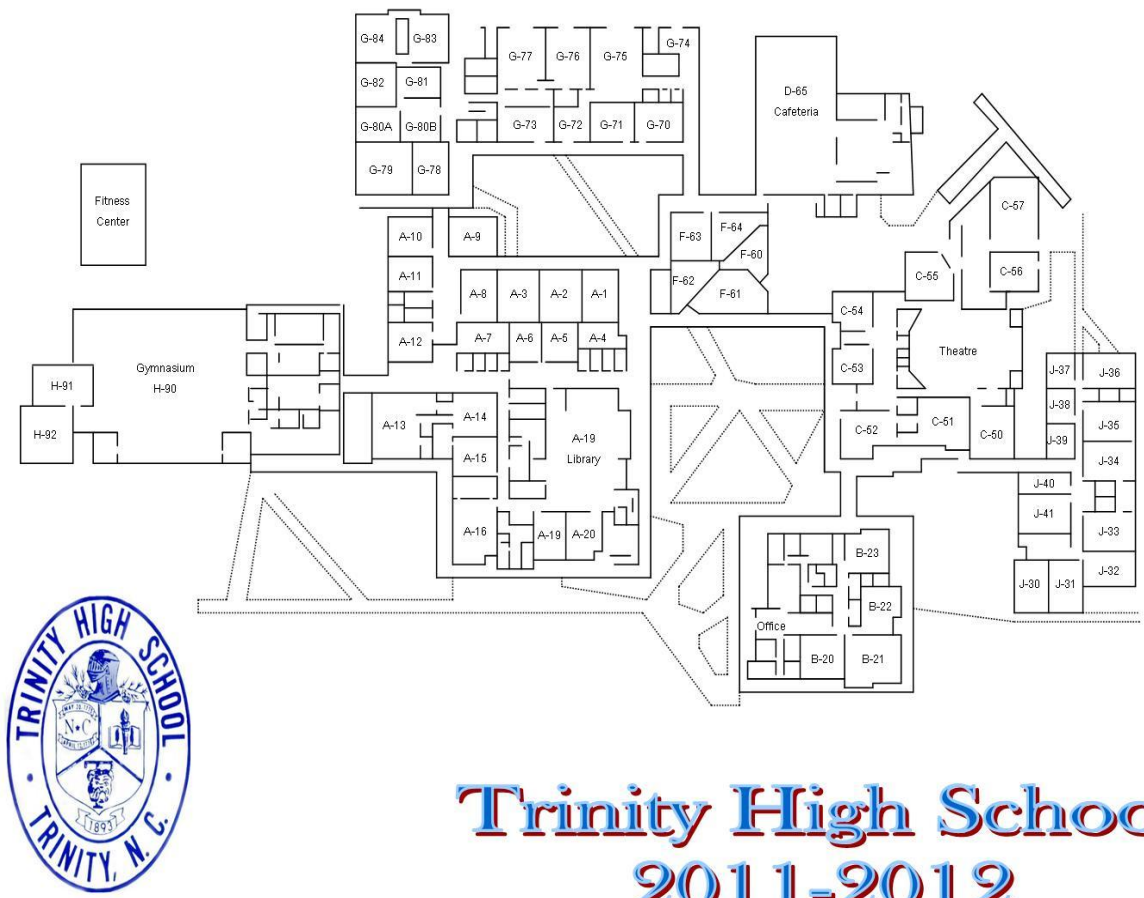 G-84
G-83
G-77
G-76
G-75
G-74
G-82
G-81
G-80A
G-80B
G-73
G-72
G-71
G-70
G-79
G-78
D-65
Cafeteria
Fitness
Center
A-10
A-9
F-63
F-64
F-60
F-62
F-61
C-57
C-56
C-55
A-11
A-8
A-3
A-2
A-1
A-12
A-7
A-6
A-5
A-4
C-54
C-53
Theatre
Gymnasium
H-90
H-91
H-92
A-13
A-14
A-15
A-16
A-19
Library
A-19
A-20
C-52
C-51
C-50
J-37
J-36
J-38
J-35
J-39
J-34
J-40
J-41
J-33
J-30
J-31
J-32
B-23
B-22
Office
B-20
B-21
TRINITY HIGH SCHOOL
N C
1893
TRINITY, N. C.
Trinity High Schoo
2011-2012